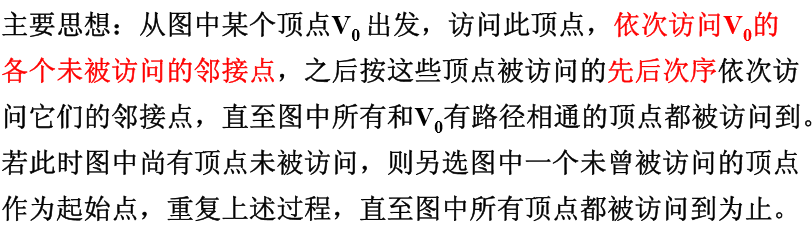 主要思想：从图中某个顶点V0 出发，访问此顶点，依次访问V0的
各个未被访问的邻接点，之后按这些顶点被访问的先后次序依次访
问它们的邻接点，直至图中所有和V0有路径相通的顶点都被访问到。
若此时图中尚有顶点未被访问，则另选图中一个未曾被访问的顶点
作为起始点，重复上述过程，直至图中所有顶点都被访问到为止。